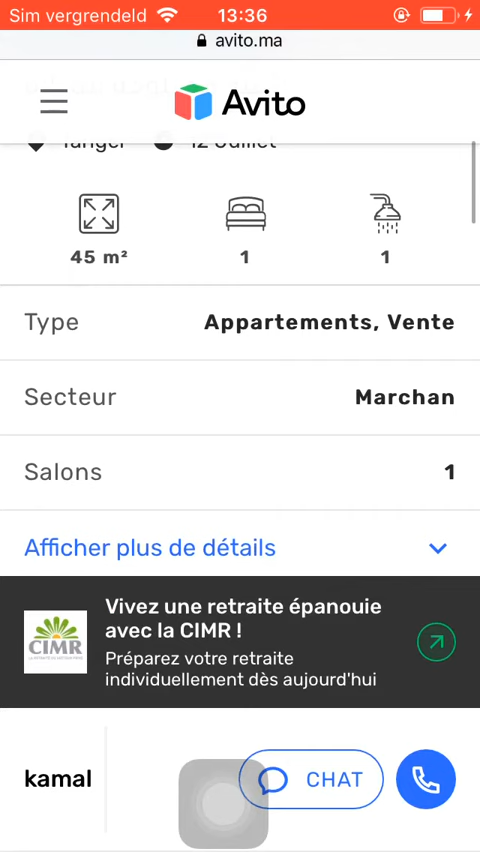 Sim vergrendeld 13:36
avito.ma
Avito
Tanger 12 Juillet
45 m² 1 1
Type Appartements, Vente
Secteur Marchan
Salons 1
Afficher plus de détails
Vivez une retraite épanouie
avec la CIMR !
CIMR
Préparez votre retraite
individuellement dès aujourd'hui
kamal CHAT